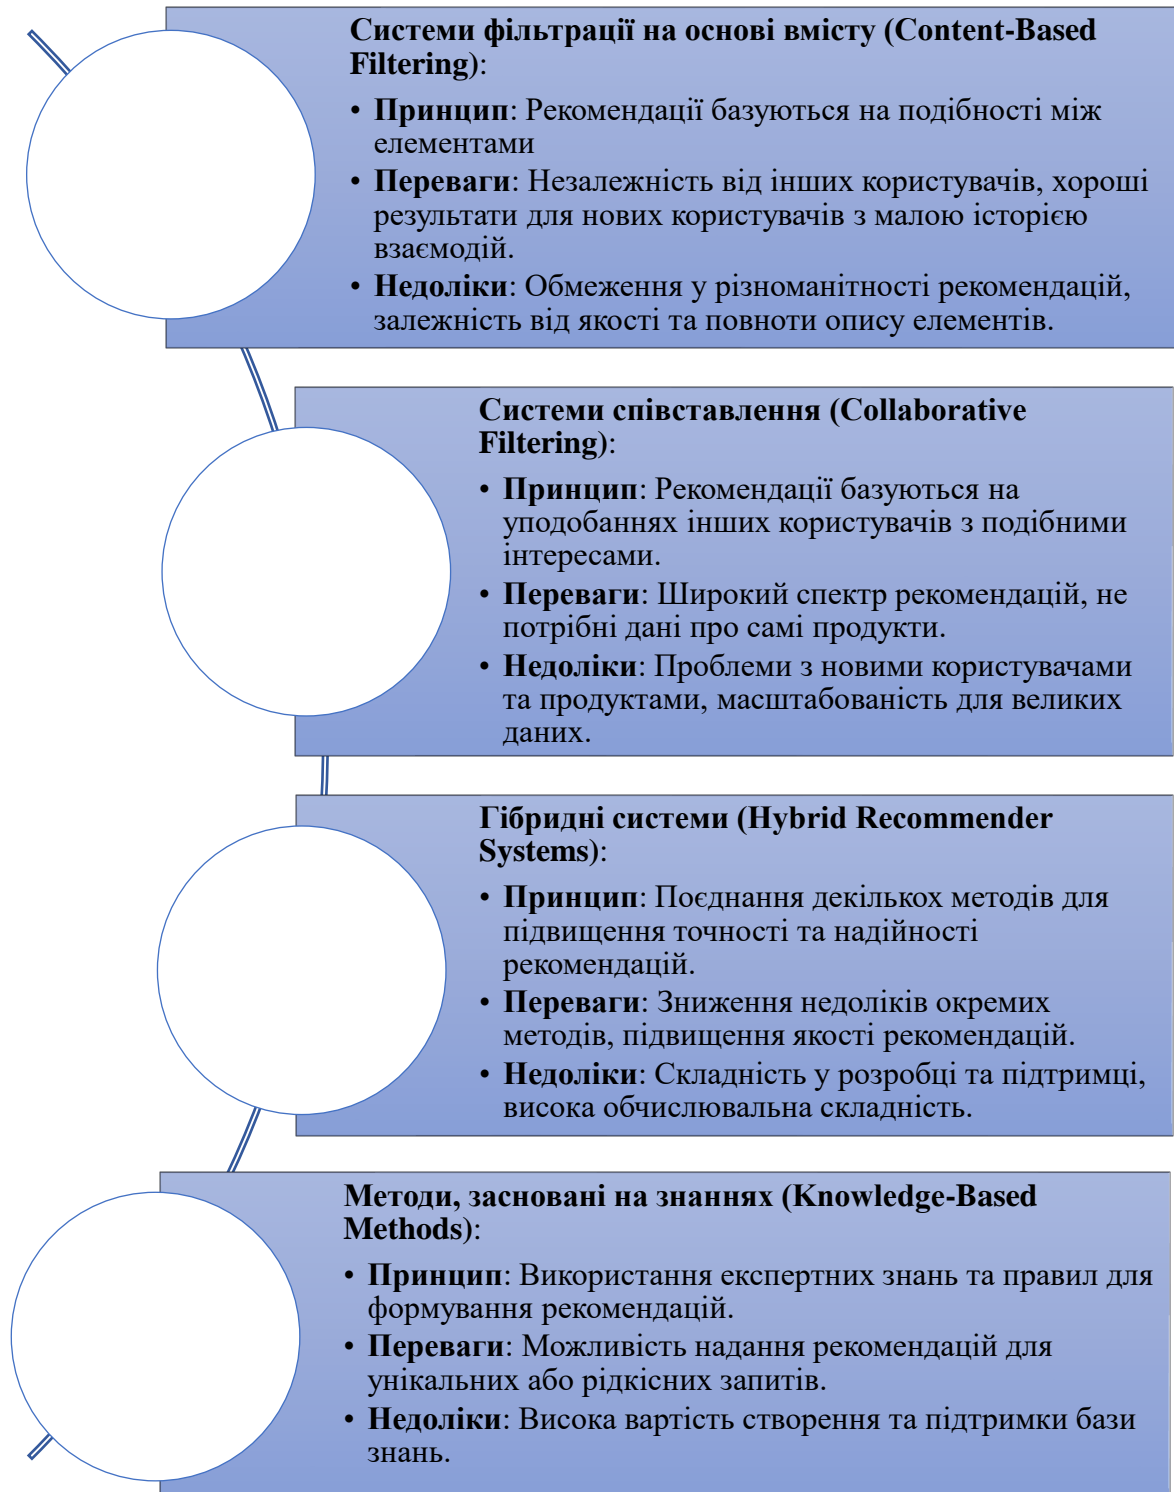 Системи фільтрації на основі вмісту (Content-Based
Filtering):
• Принцип: Рекомендації базуються на подібності між
елементами
• Переваги: Незалежність від інших користувачів, хороші
результати для нових користувачів з малою історією
взаємодій.
• Недоліки: Обмеження у різноманітності рекомендацій,
залежність від якості та повноти опису елементів.
Системи співставлення (Collaborative
Filtering):
• Принцип: Рекомендації базуються на
уподобаннях інших користувачів з подібними
інтересами.
• Переваги: Широкий спектр рекомендацій, не
потрібні дані про самі продукти.
• Недоліки: Проблеми з новими користувачами
та продуктами, масштабованість для великих
даних.
Гібридні системи (Hybrid Recommender
Systems):
• Принцип: Поєднання декількох методів для
підвищення точності та надійності
рекомендацій.
• Переваги: Зниження недоліків окремих
методів, підвищення якості рекомендацій.
• Недоліки: Складність у розробці та підтримці,
висока обчислювальна складність.
Методи, засновані на знаннях (Knowledge-Based
Methods):
• Принцип: Використання експертних знань та правил для
формування рекомендацій.
• Переваги: Можливість надання рекомендацій для
унікальних або рідкісних запитів.
• Недоліки: Висока вартість створення та підтримки бази
знань.